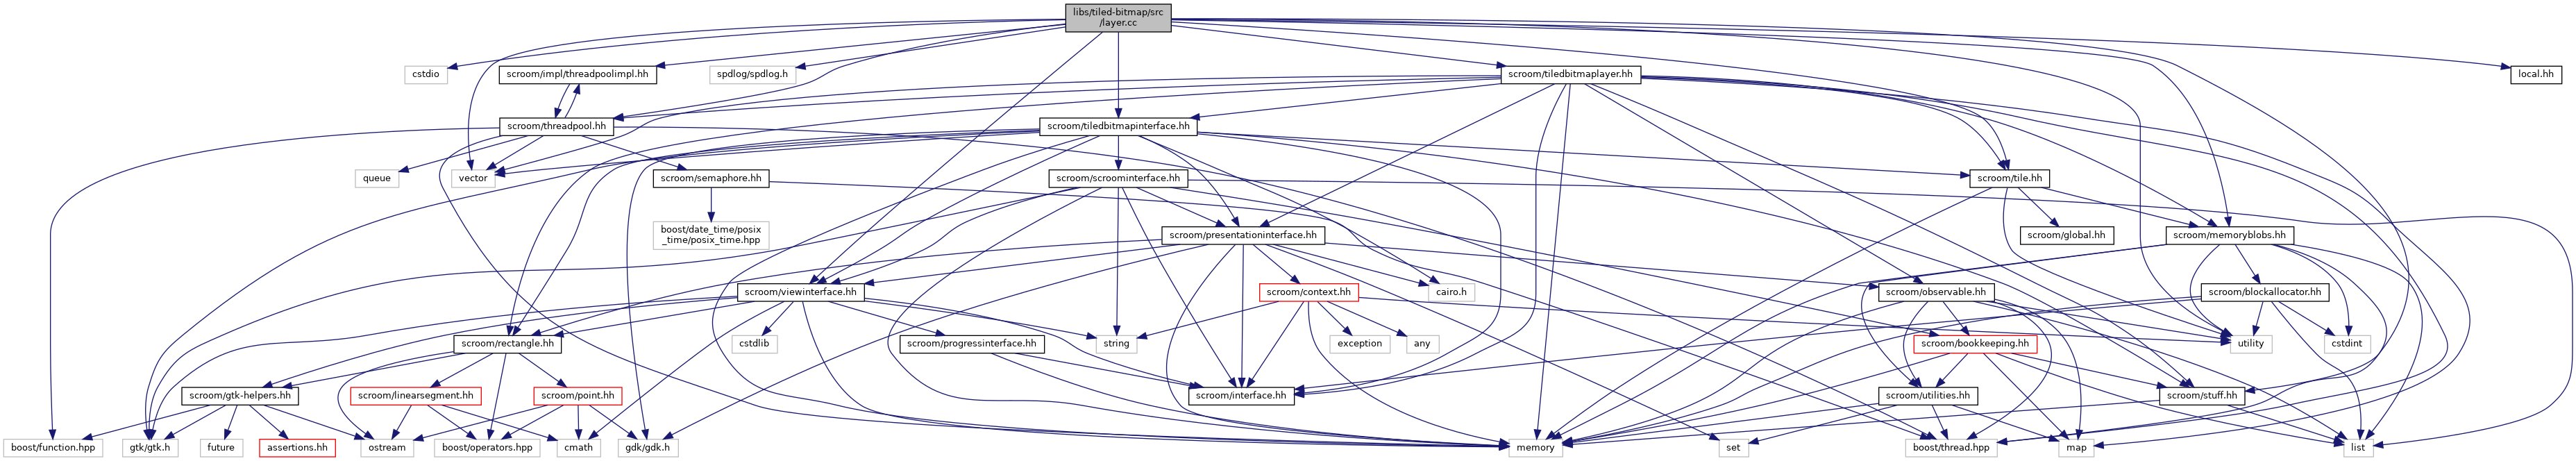 libs/tiled-bitmap/src
/layer.cc
cstdio
scroom/impl/threadpoolimpl.hh
spdlog/spdlog.h
scroom/tiledbitmaplayer.hh
local.hh
scroom/threadpool.hh
scroom/tiledbitmapinterface.hh
queue
vector
scroom/semaphore.hh
scroom/scroominterface.hh
scroom/tile.hh
boost/date_time/posix
_time/posix_time.hpp
scroom/presentationinterface.hh
scroom/global.hh
scroom/memoryblobs.hh
scroom/viewinterface.hh
scroom/context.hh
cairo.h
scroom/observable.hh
scroom/blockallocator.hh
scroom/rectangle.hh
cstdlib
scroom/progressinterface.hh
string
exception
any
scroom/bookkeeping.hh
utility
cstdint
scroom/gtk-helpers.hh
scroom/linearsegment.hh
scroom/point.hh
scroom/interface.hh
scroom/utilities.hh
scroom/stuff.hh
boost/function.hpp
gtk/gtk.h
future
assertions.hh
ostream
boost/operators.hpp
cmath
gdk/gdk.h
memory
set
boost/thread.hpp
map
list